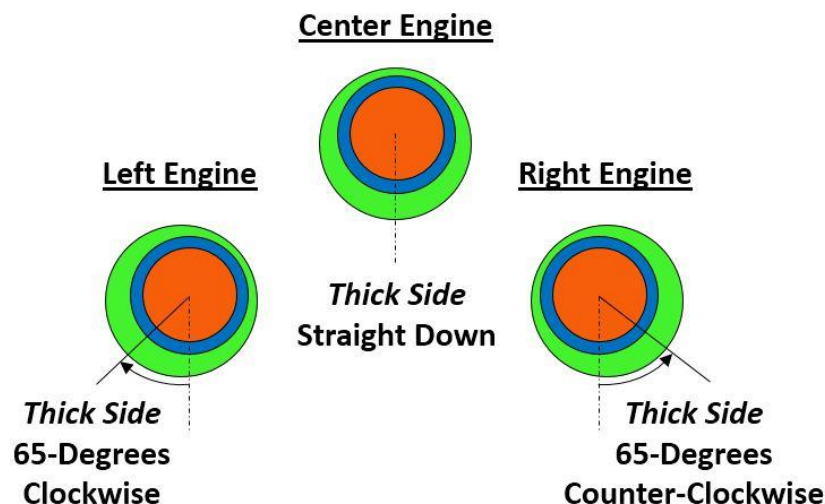 Center Engine
Left Engine
Right Engine
Thick Side
Straight Down
Thick Side
65-Degrees
Clockwise
Thick Side
65-Degrees
Counter-Clockwise